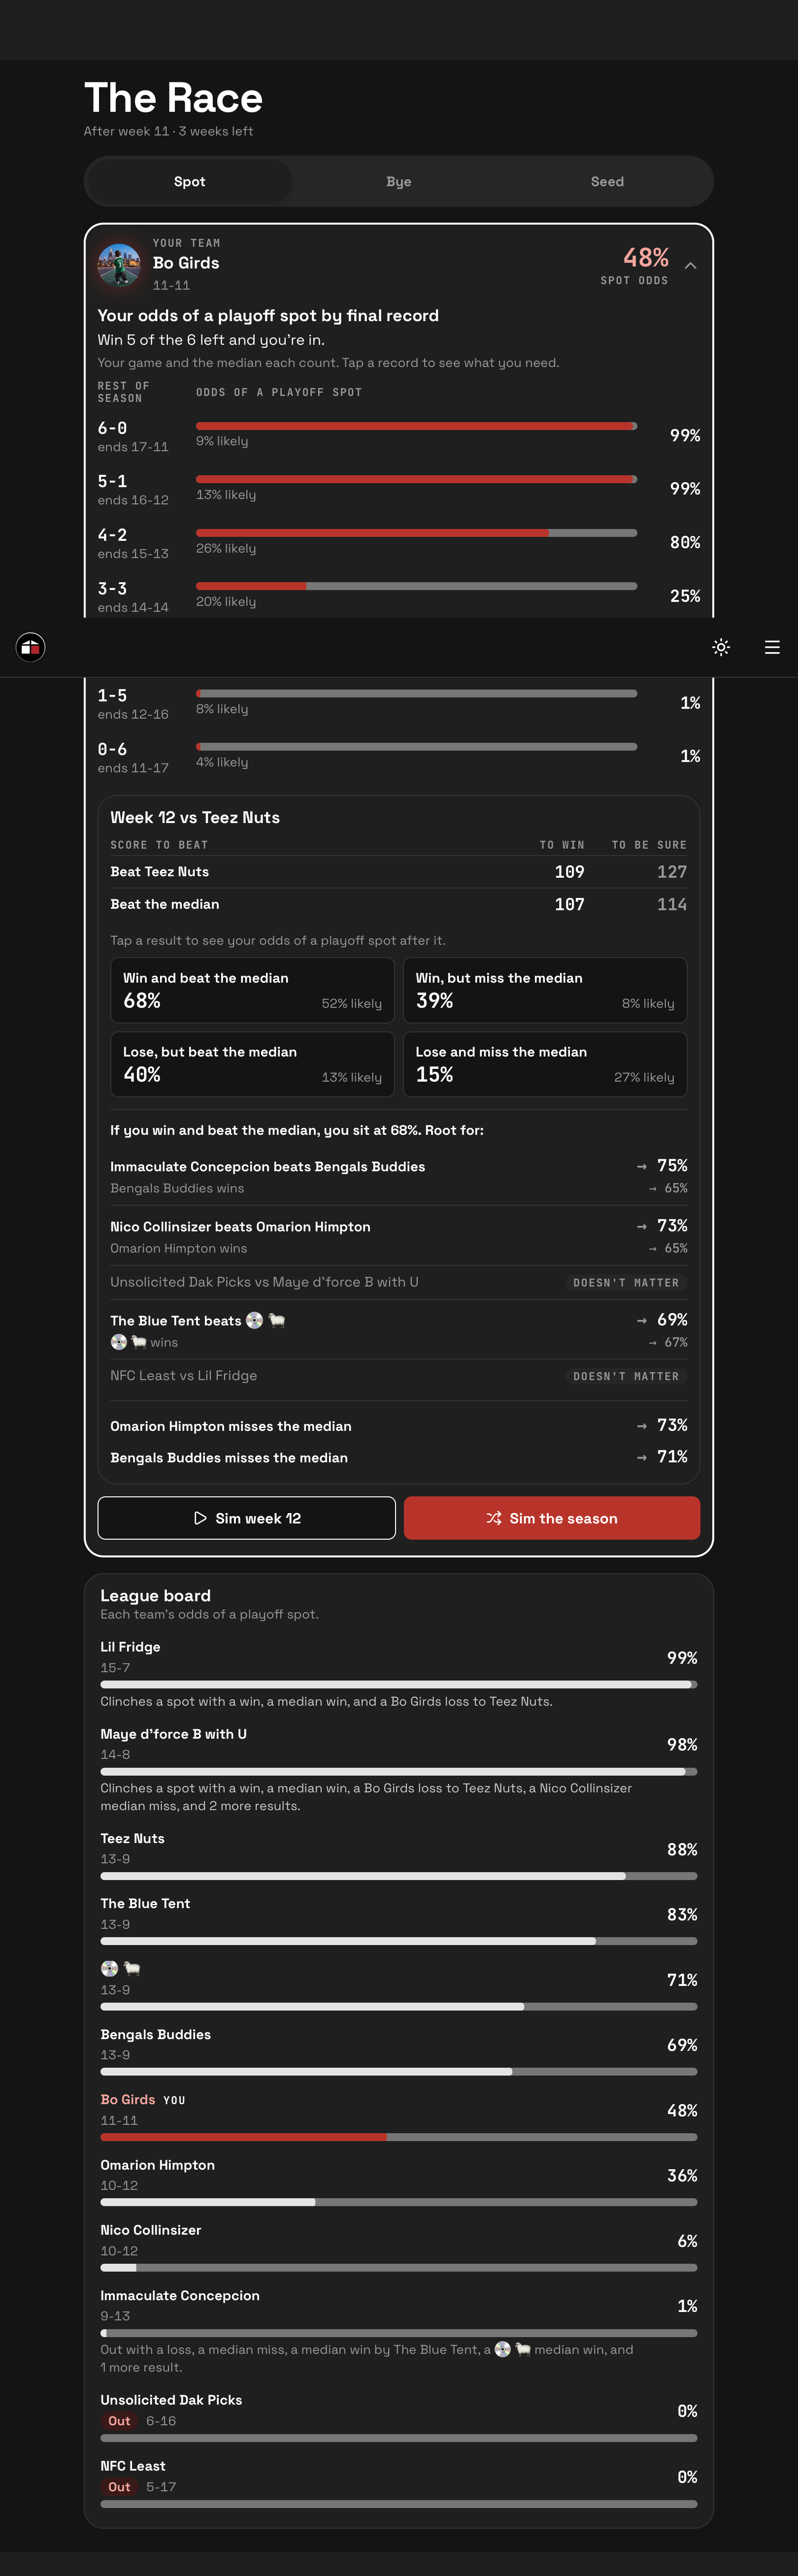 The Race
After week 11 · 3 weeks left
Spot
Bye
Seed
YOUR TEAM
Bo Girds
11-11
48%
SPOT ODDS
Your odds of a playoff spot by final record
Win 5 of the 6 left and you're in.
Your game and the median each count. Tap a record to see what you need.
REST OF
SEASON
ODDS OF A PLAYOFF SPOT
6-0
ends 17-11
9% likely
99%
5-1
ends 16-12
13% likely
99%
4-2
ends 15-13
26% likely
80%
3-3
ends 14-14
20% likely
25%
1-5
ends 12-16
8% likely
1%
0-6
ends 11-17
4% likely
1%
Week 12 vs Teez Nuts
SCORE TO BEAT
TO WIN
TO BE SURE
Beat Teez Nuts
109
127
Beat the median
107
114
Tap a result to see your odds of a playoff spot after it.
Win and beat the median
68%
52% likely
Win, but miss the median
39%
8% likely
Lose, but beat the median
40%
13% likely
Lose and miss the median
15%
27% likely
If you win and beat the median, you sit at 68%. Root for:
Immaculate Concepcion beats Bengals Buddies
→ 75%
Bengals Buddies wins
→ 65%
Nico Collinsizer beats Omarion Himpton
→ 73%
Omarion Himpton wins
→ 65%
Unsolicited Dak Picks vs Maye d'force B with U
DOESN'T MATTER
The Blue Tent beats 💿 🐑
→ 69%
💿 🐑 wins
→ 67%
NFC Least vs Lil Fridge
DOESN'T MATTER
Omarion Himpton misses the median
→ 73%
Bengals Buddies misses the median
→ 71%
Sim week 12
Sim the season
League board
Each team's odds of a playoff spot.
Lil Fridge
15-7
99%
Clinches a spot with a win, a median win, and a Bo Girds loss to Teez Nuts.
Maye d'force B with U
14-8
98%
Clinches a spot with a win, a median win, a Bo Girds loss to Teez Nuts, a Nico Collinsizer
median miss, and 2 more results.
Teez Nuts
13-9
88%
The Blue Tent
13-9
83%
💿 🐑
13-9
71%
Bengals Buddies
13-9
69%
Bo Girds YOU
11-11
48%
Omarion Himpton
10-12
36%
Nico Collinsizer
10-12
6%
Immaculate Concepcion
9-13
1%
Out with a loss, a median miss, a median win by The Blue Tent, a 💿 🐑 median win, and
1 more result.
Unsolicited Dak Picks
Out 6-16
0%
NFC Least
Out 5-17
0%